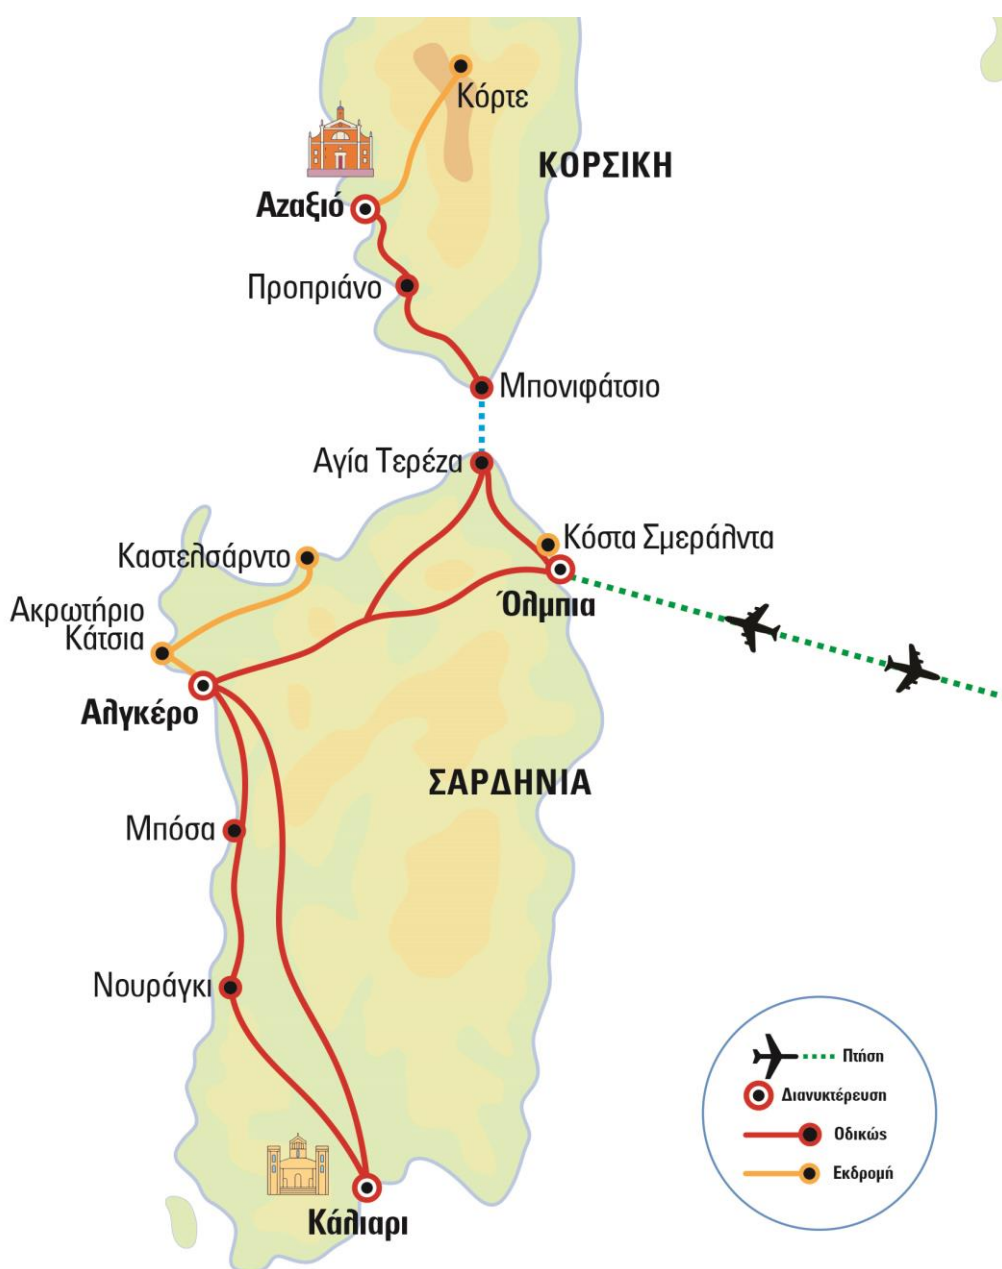 Κόρτε
ΚΟΡΣΙΚΗ
Αζαξιό
Προπριάνο
Μπονιφάτσιο
Αγία Τερέζα
Κόστα Σμεράλντα
Καστελσάρντο
Όλμπια
Ακρωτήριο
Κάτσια
Αλγκέρο
ΣΑΡΔΗΝΙΑ
Μπόσα
Νουράγκι
Κάλιαρι
Πτήση
Διανυκτέρευση
Οδικώς
Εκδρομή